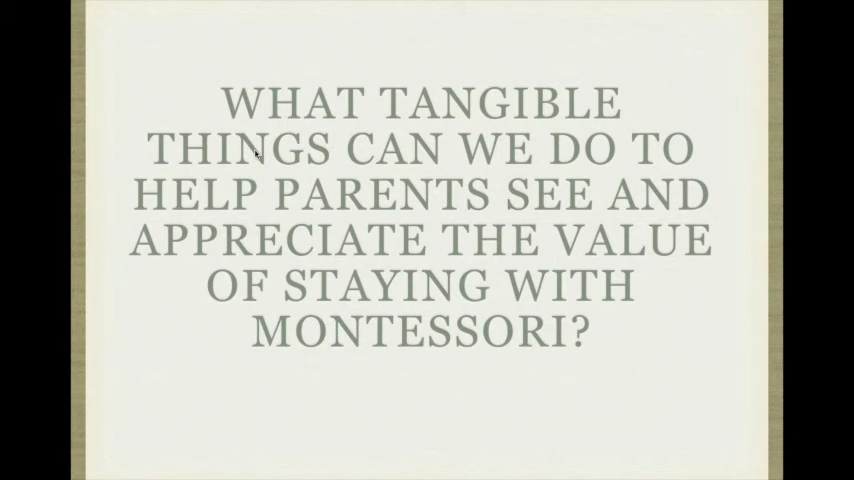 WHAT TANGIBLE
THINGS CAN WE DO TO
HELP PARENTS SEE AND
APPRECIATE THE VALUE
OF STAYING WITH
MONTESSORI?